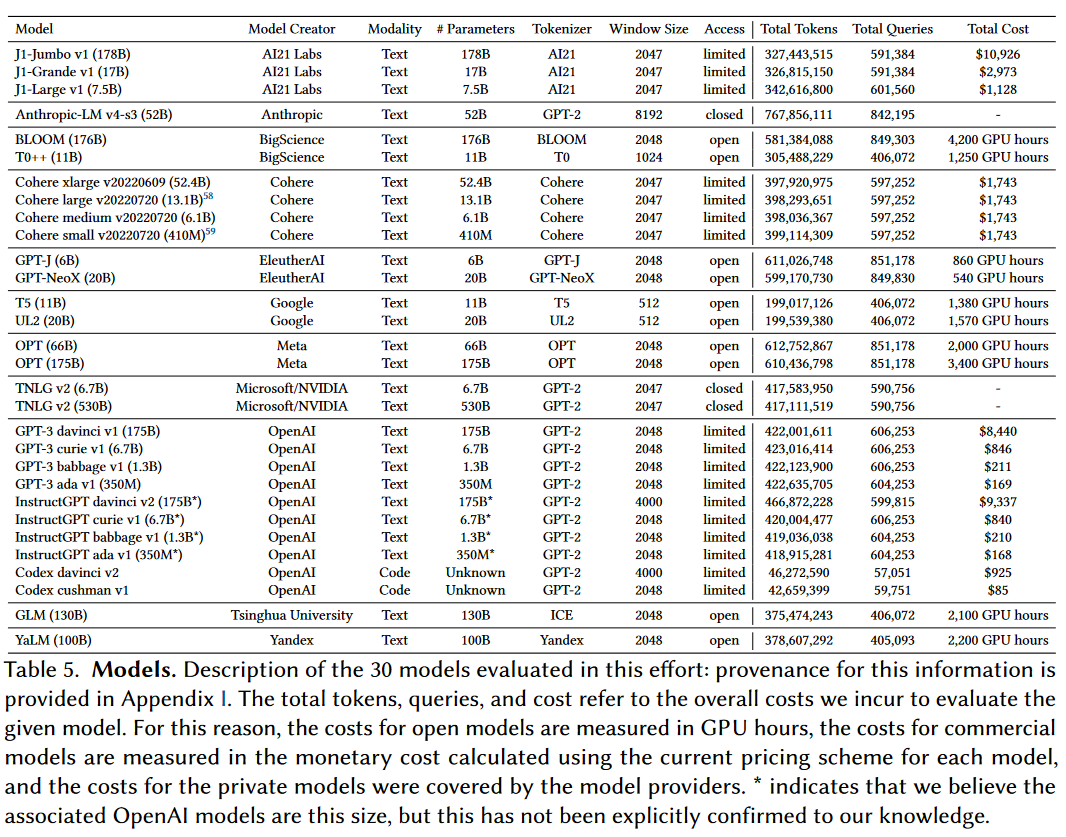 Model Model Creator Modality # Parameters Tokenizer Window Size Access Total Tokens Total Queries Total Cost
J1-Jumbo v1 (178B) AI21 Labs Text 178B AI21 2047 limited 327,443,515 591,384 $10,926
J1-Grande v1 (17B) AI21 Labs Text 17B AI21 2047 limited 326,815,150 591,384 $2,973
J1-Large v1 (7.5B) AI21 Labs Text 7.5B AI21 2047 limited 342,616,800 601,560 $1,128
Anthropic-LM v4-s3 (52B) Anthropic Text 52B GPT-2 8192 closed 767,856,111 842,195 -
BLOOM (176B) BigScience Text 176B BLOOM 2048 open 581,384,088 849,303 4,200 GPU hours
T0++ (11B) BigScience Text 11B T0 1024 open 305,488,229 406,072 1,250 GPU hours
Cohere xlarge v20220609 (52.4B) Cohere Text 52.4B Cohere 2047 limited 397,920,975 597,252 $1,743
Cohere large v20220720 (13.1B)58 Cohere Text 13.1B Cohere 2047 limited 398,293,651 597,252 $1,743
Cohere medium v20220720 (6.1B) Cohere Text 6.1B Cohere 2047 limited 398,036,367 597,252 $1,743
Cohere small v20220720 (410M)59 Cohere Text 410M Cohere 2047 limited 399,114,309 597,252 $1,743
GPT-J (6B) EleutherAI Text 6B GPT-J 2048 open 611,026,748 851,178 860 GPU hours
GPT-NeoX (20B) EleutherAI Text 20B GPT-NeoX 2048 open 599,170,730 849,830 540 GPU hours
T5 (11B) Google Text 11B T5 512 open 199,017,126 406,072 1,380 GPU hours
UL2 (20B) Google Text 20B UL2 512 open 199,539,380 406,072 1,570 GPU hours
OPT (66B) Meta Text 66B OPT 2048 open 612,752,867 851,178 2,000 GPU hours
OPT (175B) Meta Text 175B OPT 2048 open 610,436,798 851,178 3,400 GPU hours
TNLG v2 (6.7B) Microsoft/NVIDIA Text 6.7B GPT-2 2047 closed 417,583,950 590,756 -
TNLG v2 (530B) Microsoft/NVIDIA Text 530B GPT-2 2047 closed 417,111,519 590,756 -
GPT-3 davinci v1 (175B) OpenAI Text 175B GPT-2 2048 limited 422,001,611 606,253 $8,440
GPT-3 curie v1 (6.7B) OpenAI Text 6.7B GPT-2 2048 limited 423,016,414 606,253 $846
GPT-3 babbage v1 (1.3B) OpenAI Text 1.3B GPT-2 2048 limited 422,123,900 606,253 $211
GPT-3 ada v1 (350M) OpenAI Text 350M GPT-2 2048 limited 422,635,705 604,253 $169
InstructGPT davinci v2 (175B*) OpenAI Text 175B* GPT-2 4000 limited 466,872,228 599,815 $9,337
InstructGPT curie v1 (6.7B*) OpenAI Text 6.7B* GPT-2 2048 limited 420,004,477 606,253 $840
InstructGPT babbage v1 (1.3B*) OpenAI Text 1.3B* GPT-2 2048 limited 419,036,038 604,253 $210
InstructGPT ada v1 (350M*) OpenAI Text 350M* GPT-2 2048 limited 418,915,281 604,253 $168
Codex davinci v2 OpenAI Code Unknown GPT-2 4000 limited 46,272,590 57,051 $925
Codex cushman v1 OpenAI Code Unknown GPT-2 2048 limited 42,659,399 59,751 $85
GLM (130B) Tsinghua University Text 130B ICE 2048 open 375,474,243 406,072 2,100 GPU hours
YaLM (100B) Yandex Text 100B Yandex 2048 open 378,607,292 405,093 2,200 GPU hours
Table 5. Models. Description of the 30 models evaluated in this effort: provenance for this information is
provided in Appendix I. The total tokens, queries, and cost refer to the overall costs we incur to evaluate the
given model. For this reason, the costs for open models are measured in GPU hours, the costs for commercial
models are measured in the monetary cost calculated using the current pricing scheme for each model,
and the costs for the private models were covered by the model providers. * indicates that we believe the
associated OpenAI models are this size, but this has not been explicitly confirmed to our knowledge.